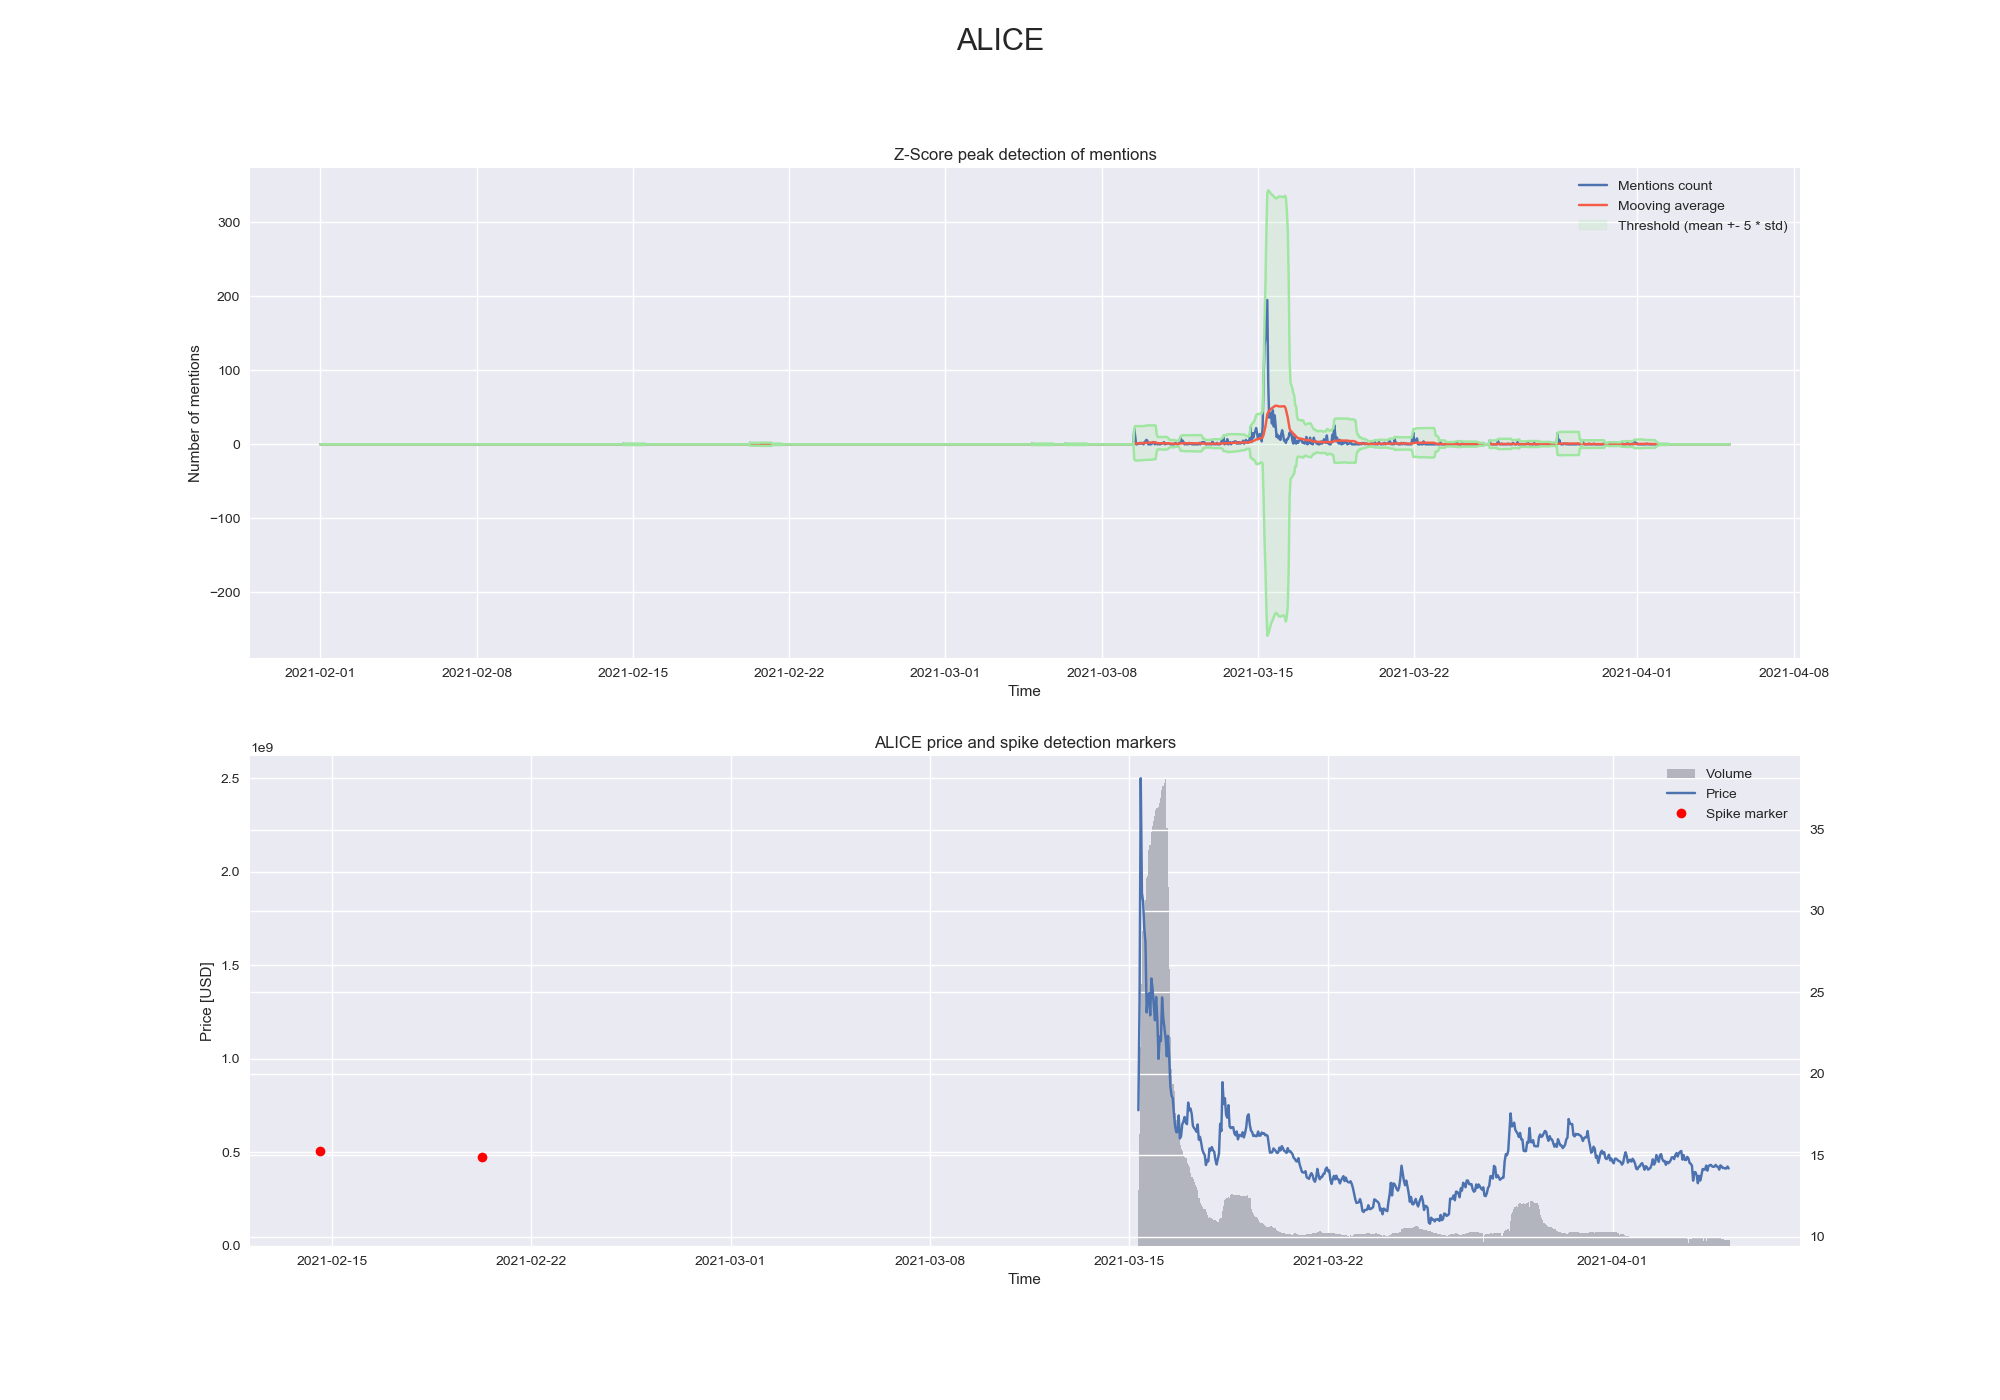 ALICE
Z-Score peak detection of mentions
Mentions count
Mooving average
Threshold (mean +- 5 * std)
Number of mentions
300
200
100
0
−100
−200
2021-02-01 2021-02-08 2021-02-15 2021-02-22 2021-03-01 2021-03-08 2021-03-15 2021-03-22 2021-04-01 2021-04-08
Time
ALICE price and spike detection markers
1e9
Volume
Price
Spike marker
Price [USD]
2.5
2.0
1.5
1.0
0.5
0.0
35
30
25
20
15
10
2021-02-15 2021-02-22 2021-03-01 2021-03-08 2021-03-15 2021-03-22 2021-04-01
Time